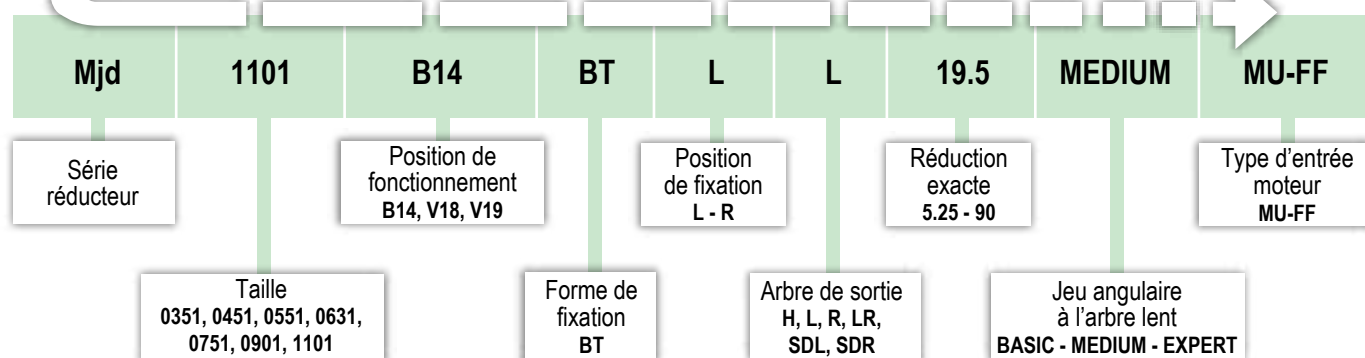 Mjd 1101 B14 BT L L 19.5 MEDIUM MU-FF
Série
réducteur
Position de
fonctionnement
B14, V18, V19
Position
de fixation
L - R
Réduction
exacte
5.25 - 90
Type d'entrée
moteur
MU-FF
Taille
0351, 0451, 0551, 0631,
0751, 0901, 1101
Forme de
fixation
BT
Arbre de sortie
H, L, R, LR,
SDL, SDR
Jeu angulaire
à l'arbre lent
BASIC - MEDIUM - EXPERT